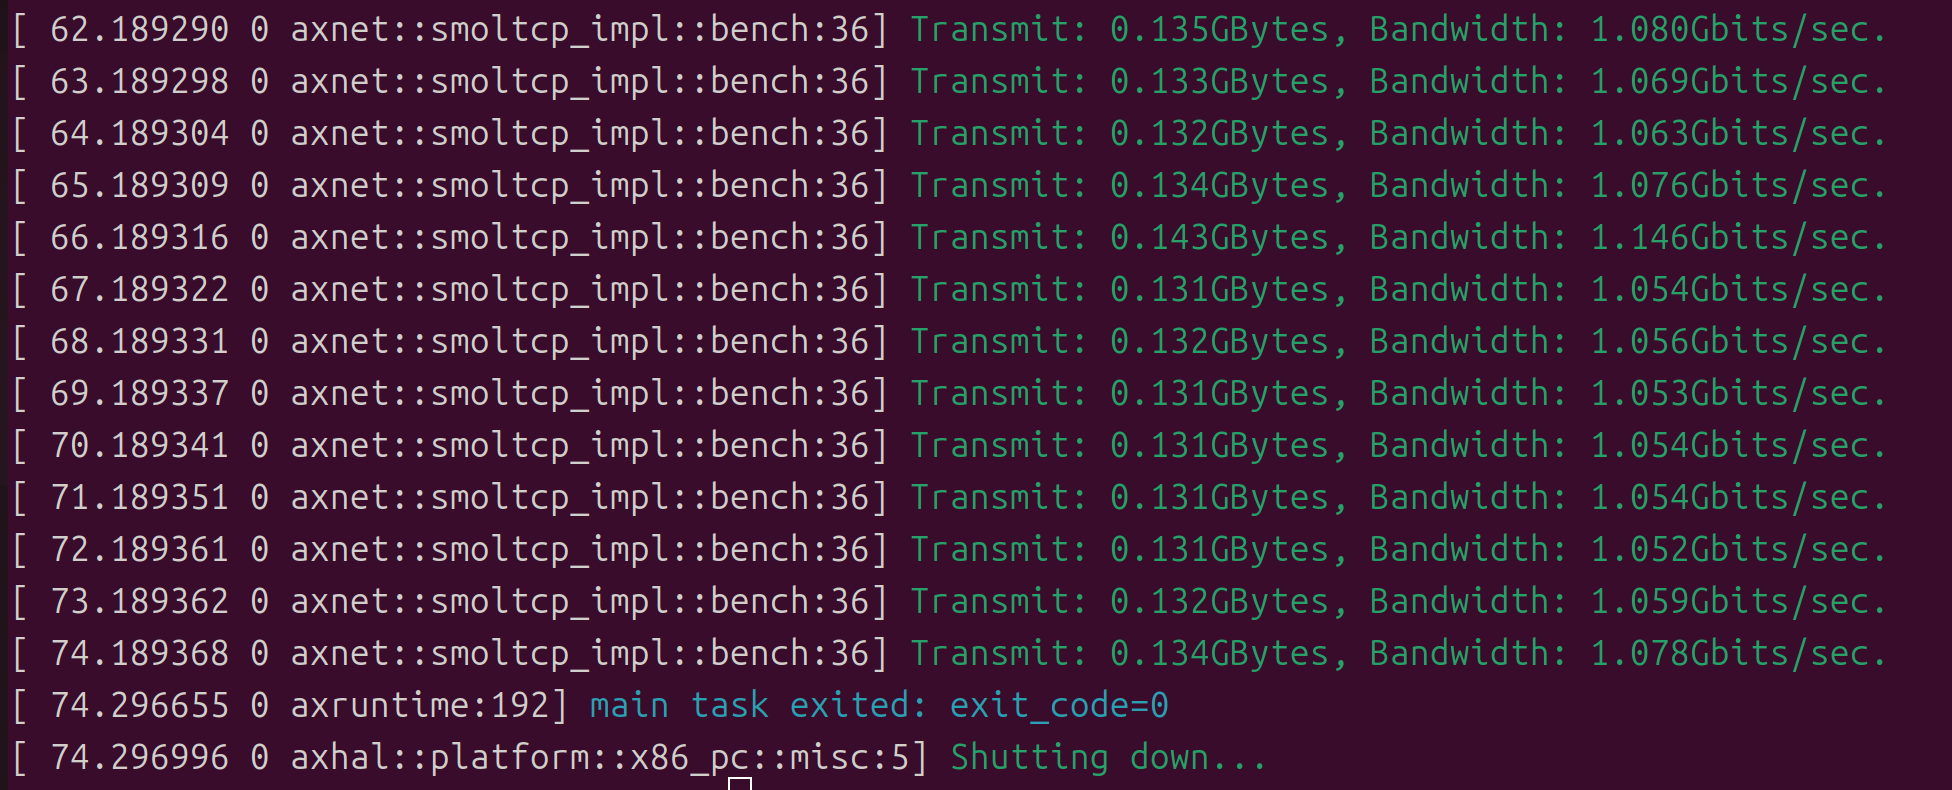 [ 62.189290 0 axnet::smoltcp_impl::bench:36] Transmit: 0.135GBytes, Bandwidth: 1.080Gbits/sec.
[ 63.189298 0 axnet::smoltcp_impl::bench:36] Transmit: 0.133GBytes, Bandwidth: 1.069Gbits/sec.
[ 64.189304 0 axnet::smoltcp_impl::bench:36] Transmit: 0.132GBytes, Bandwidth: 1.063Gbits/sec.
[ 65.189309 0 axnet::smoltcp_impl::bench:36] Transmit: 0.134GBytes, Bandwidth: 1.076Gbits/sec.
[ 66.189316 0 axnet::smoltcp_impl::bench:36] Transmit: 0.143GBytes, Bandwidth: 1.146Gbits/sec.
[ 67.189322 0 axnet::smoltcp_impl::bench:36] Transmit: 0.131GBytes, Bandwidth: 1.054Gbits/sec.
[ 68.189331 0 axnet::smoltcp_impl::bench:36] Transmit: 0.132GBytes, Bandwidth: 1.056Gbits/sec.
[ 69.189337 0 axnet::smoltcp_impl::bench:36] Transmit: 0.131GBytes, Bandwidth: 1.053Gbits/sec.
[ 70.189341 0 axnet::smoltcp_impl::bench:36] Transmit: 0.131GBytes, Bandwidth: 1.054Gbits/sec.
[ 71.189351 0 axnet::smoltcp_impl::bench:36] Transmit: 0.131GBytes, Bandwidth: 1.054Gbits/sec.
[ 72.189361 0 axnet::smoltcp_impl::bench:36] Transmit: 0.131GBytes, Bandwidth: 1.052Gbits/sec.
[ 73.189362 0 axnet::smoltcp_impl::bench:36] Transmit: 0.132GBytes, Bandwidth: 1.059Gbits/sec.
[ 74.189368 0 axnet::smoltcp_impl::bench:36] Transmit: 0.134GBytes, Bandwidth: 1.078Gbits/sec.
[ 74.296655 0 axruntime:192] main task exited: exit_code=0
[ 74.296996 0 axhal::platform::x86_pc::misc:5] Shutting down...